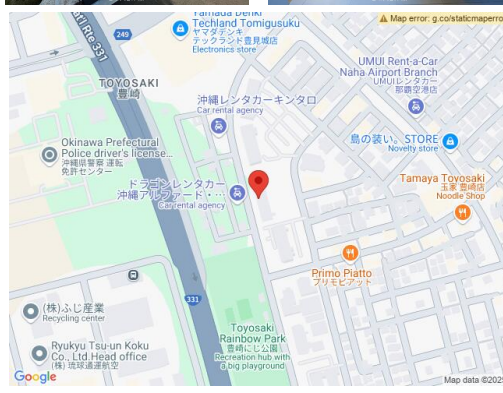 Yamada Denki
Techland Tomigusuku
ヤマダデンキ
テックランド豊見城店
Electronics store
Map error: g.co/staticmaperro
249
Nat'l Rte 331
TOYOSAKI
豊崎
UMUI Rent-a-Car
Naha Airport Branch
UMUIレンタカー
那覇空港店
沖縄レンタカーキンタロ
Car rental agency
島の装い。STORE
Novelty store
Okinawa Prefectural
Police driver's license...
沖縄県警察 運転
免許センター
Tamaya Toyosaki
玉家 豊崎店
Noodle Shop
ドラゴンレンタカー
沖縄アルファード・…
Car rental agency
Primo Piatto
プリモピアット
331
(株)ふじ産業
Recycling center
Toyosaki
Rainbow Park
豊崎にじ公園
Recreation hub with
a big playground
Ryukyu Tsu-un Koku
Co., Ltd Head office
(株) 琉球通運航空
Google
Map data ©2025